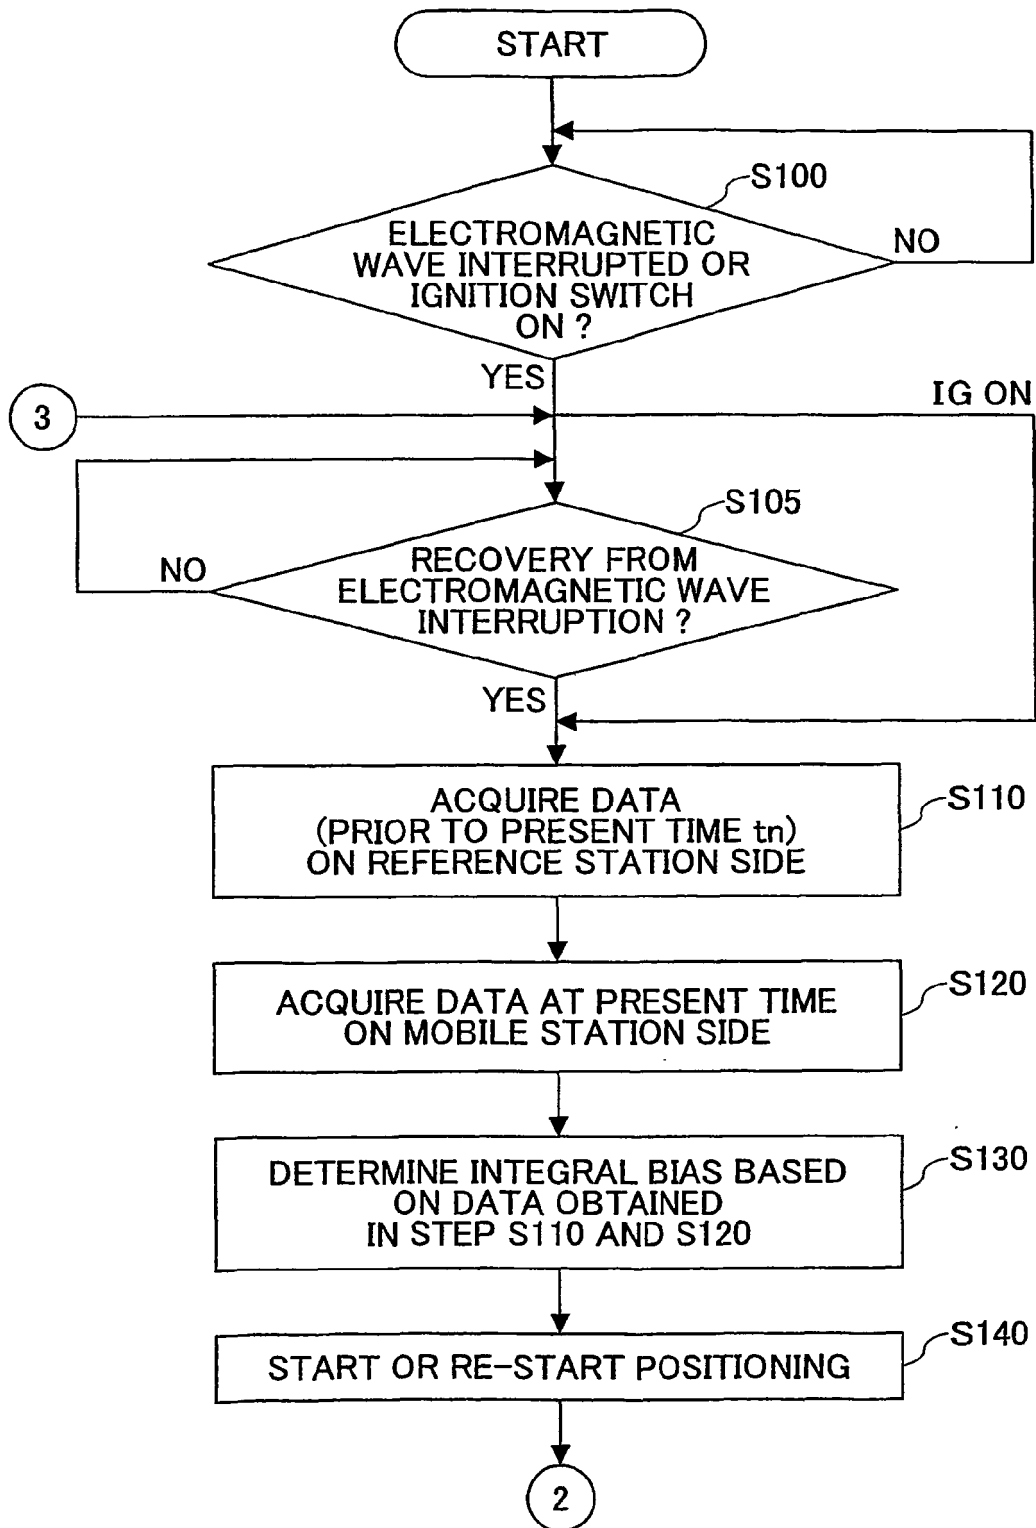 START
S100
ELECTROMAGNETIC
WAVE INTERRUPTED OR
IGNITION SWITCH
ON ?
NO
YES
IG ON
3
S105
RECOVERY FROM
ELECTROMAGNETIC WAVE
INTERRUPTION ?
NO
YES
S110
ACQUIRE DATA
(PRIOR TO PRESENT TIME tn)
ON REFERENCE STATION SIDE
S120
ACQUIRE DATA AT PRESENT TIME
ON MOBILE STATION SIDE
S130
DETERMINE INTEGRAL BIAS BASED
ON DATA OBTAINED
IN STEP S110 AND S120
S140
START OR RE-START POSITIONING
2